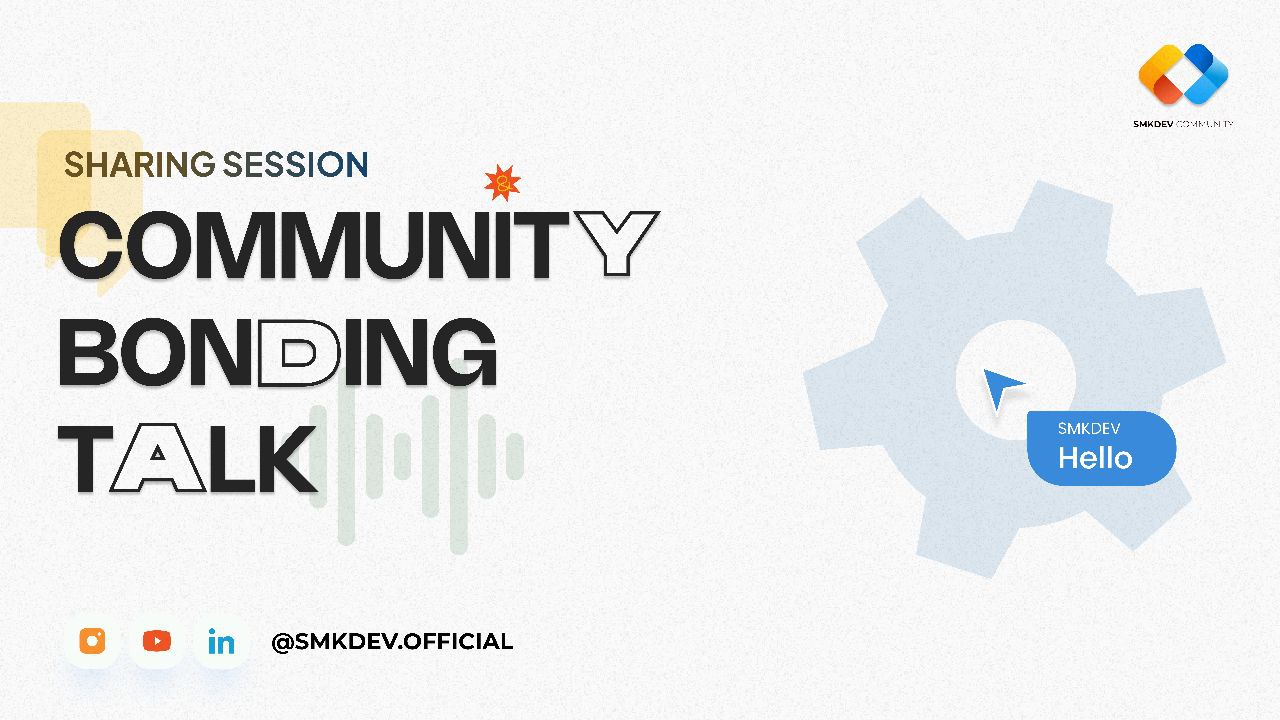 SMKDEV COMMUNITY
SHARING SESSION
COMMUNITY
BONDING
TALK
SMKDEV
Hello
@SMKDEV.OFFICIAL